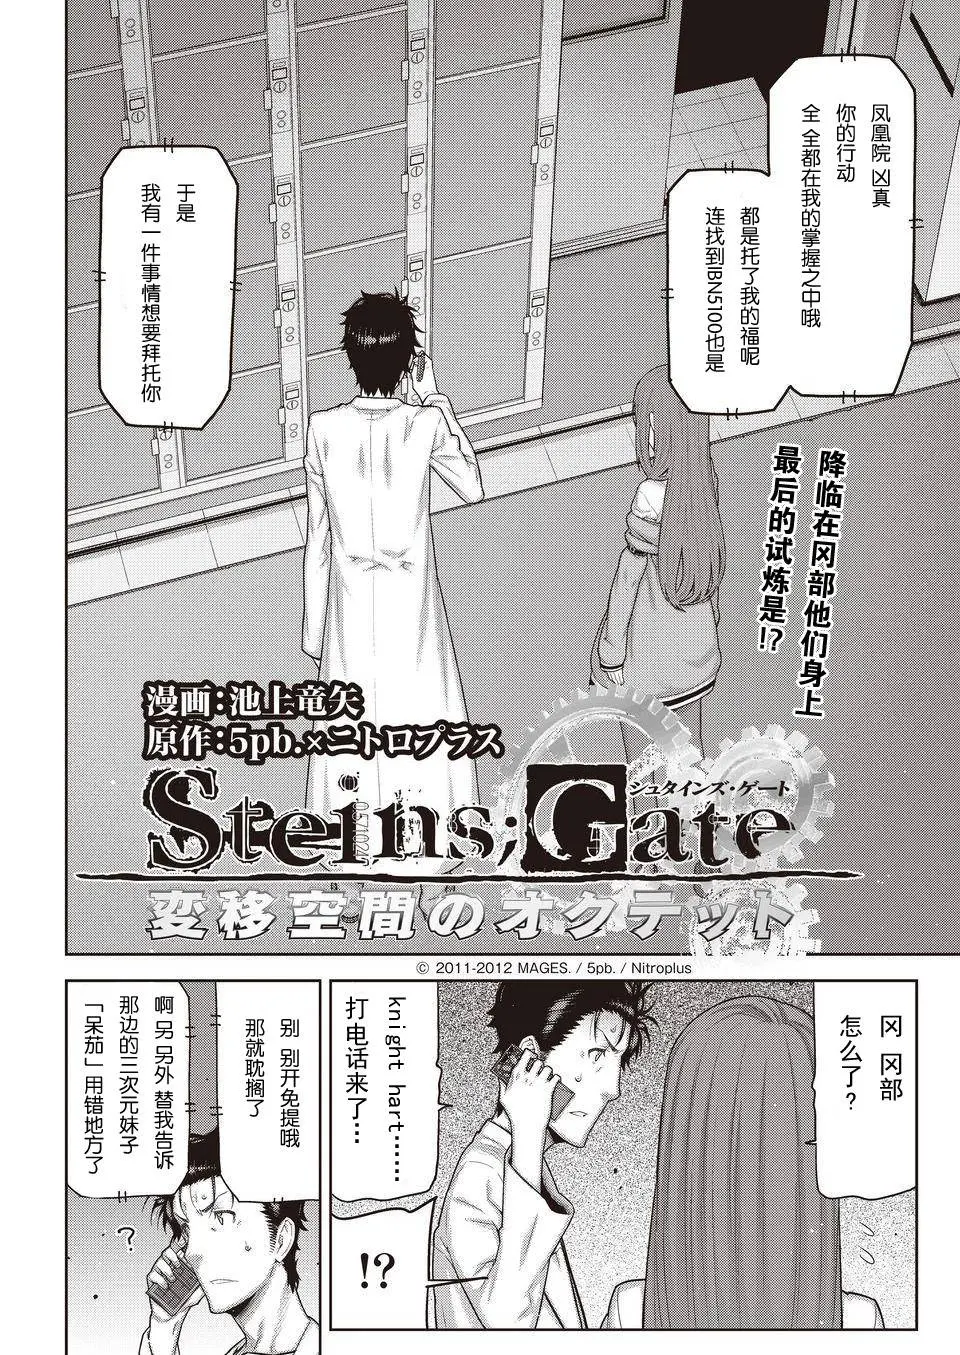 凤凰院 凶真
你的行动
全 全都在我的掌握之中哦
都是托了我的福呢
连找到IBN5100也是
于是
我有一件事情想要拜托你
降临在冈部他们身上
最后的试炼是!?
漫画:池上竜矢
原作:5pb.×ニトロプラス
シュタインズ・ゲート
Steins;Gate
0.571024
変移空間のオクテット
© 2011-2012 MAGES. / 5pb. / Nitroplus
冈 冈部
怎么了?
knight hart……
打电话来了…
!?
别 别开免提哦
那就耽搁了
啊 另 另外 替我告诉
那边的三次元妹子
「呆茄」用错地方了
?